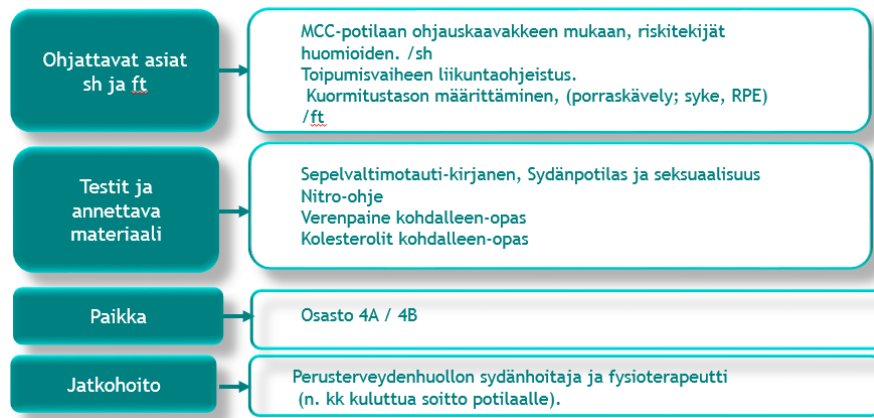 Ohjattavat asiat
sh ja ft
MCC-potilaan ohjauskaavakkeen mukaan, riskitekijät
huomioiden. /sh
Toipumisvaiheen liikuntaohjeistus.
Kuormitustason määrittäminen, (porraskävely; syke, RPE)
/ft
Testit ja
annettava
materiaali
Sepelvaltimotauti-kirjanen, Sydänpotilas ja seksuaalisuus
Nitro-ohje
Verenpaine kohdalleen-opas
Kolesterolit kohdalleen-opas
Paikka
Osasto 4A / 4B
Jatkohoito
Perusterveydenhuollon sydänhoitaja ja fysioterapeutti
(n. kk kuluttua soitto potilaalle).